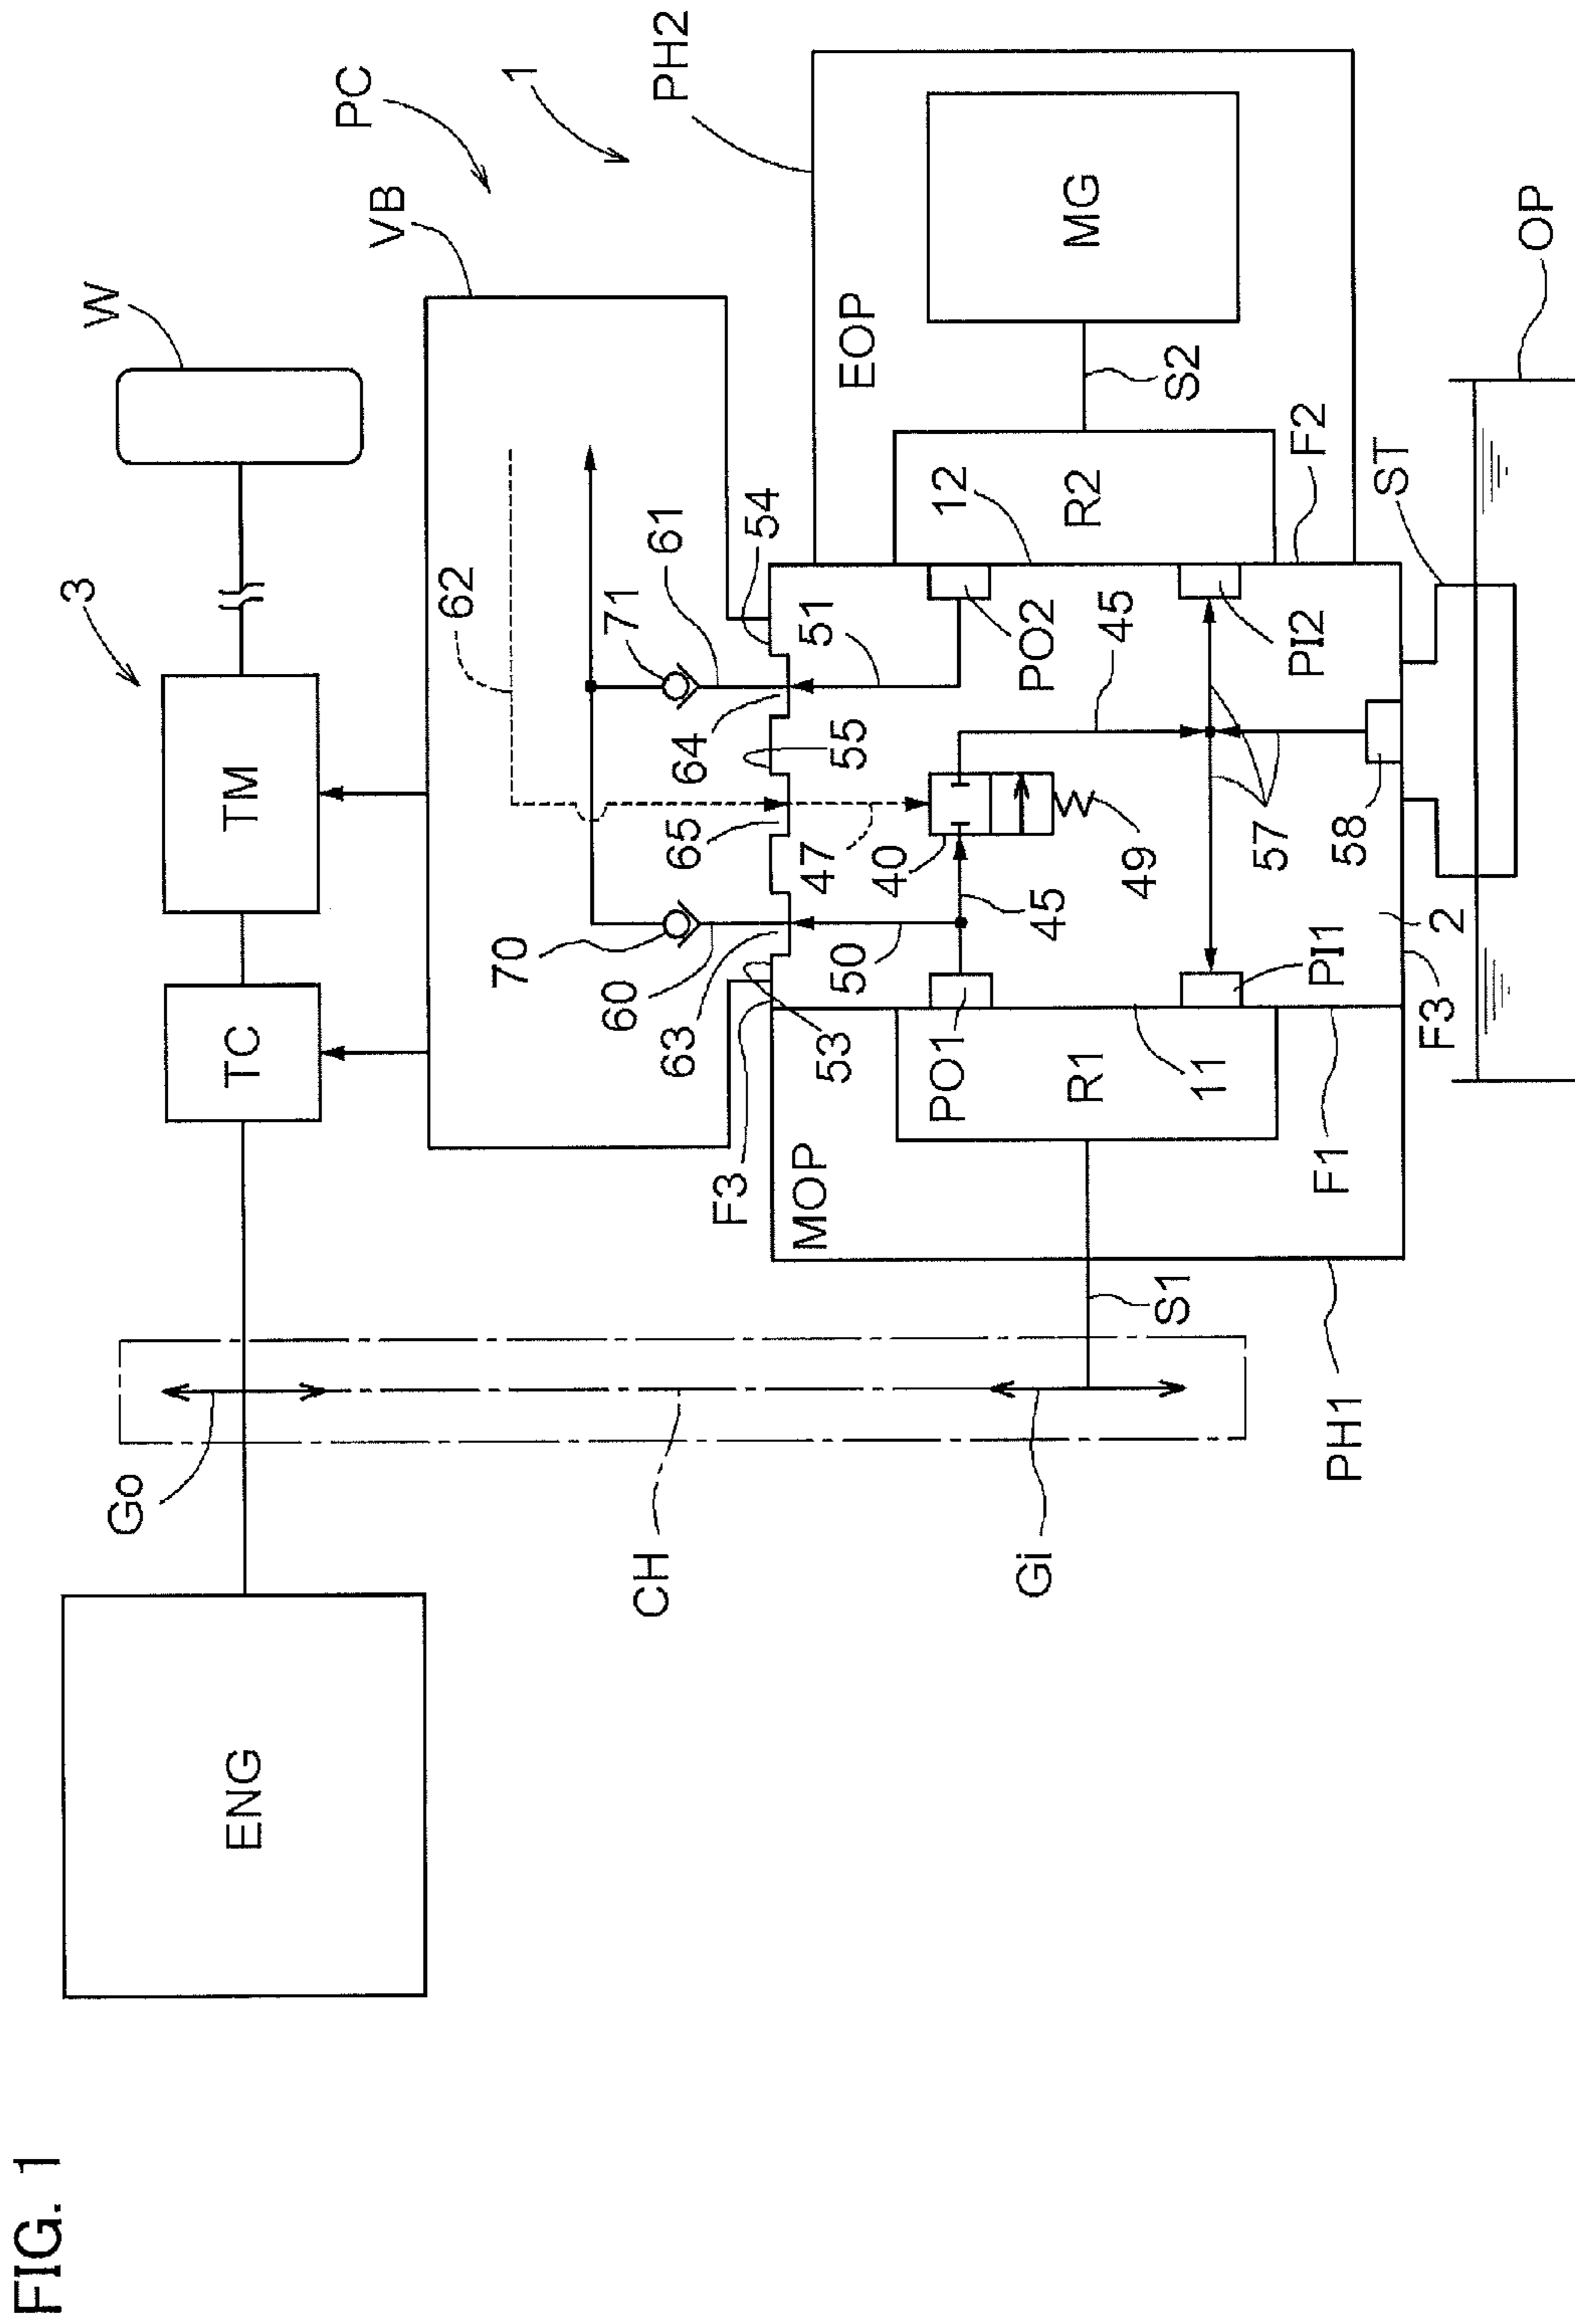 FIG. 1
ENG
Go
TC
TM
3
W
CH
Gi
S1
PH1
PC
VB
1
PH2
62
70
71
60
61
63
65
64
54
F3
53
55
MOP
50
47
51
EOP
PO1
40
45
49
PO2
45
12
R1
11
R2
S2
MG
PI1
57
PI2
45
F1
58
F2
2
F3
ST
OP